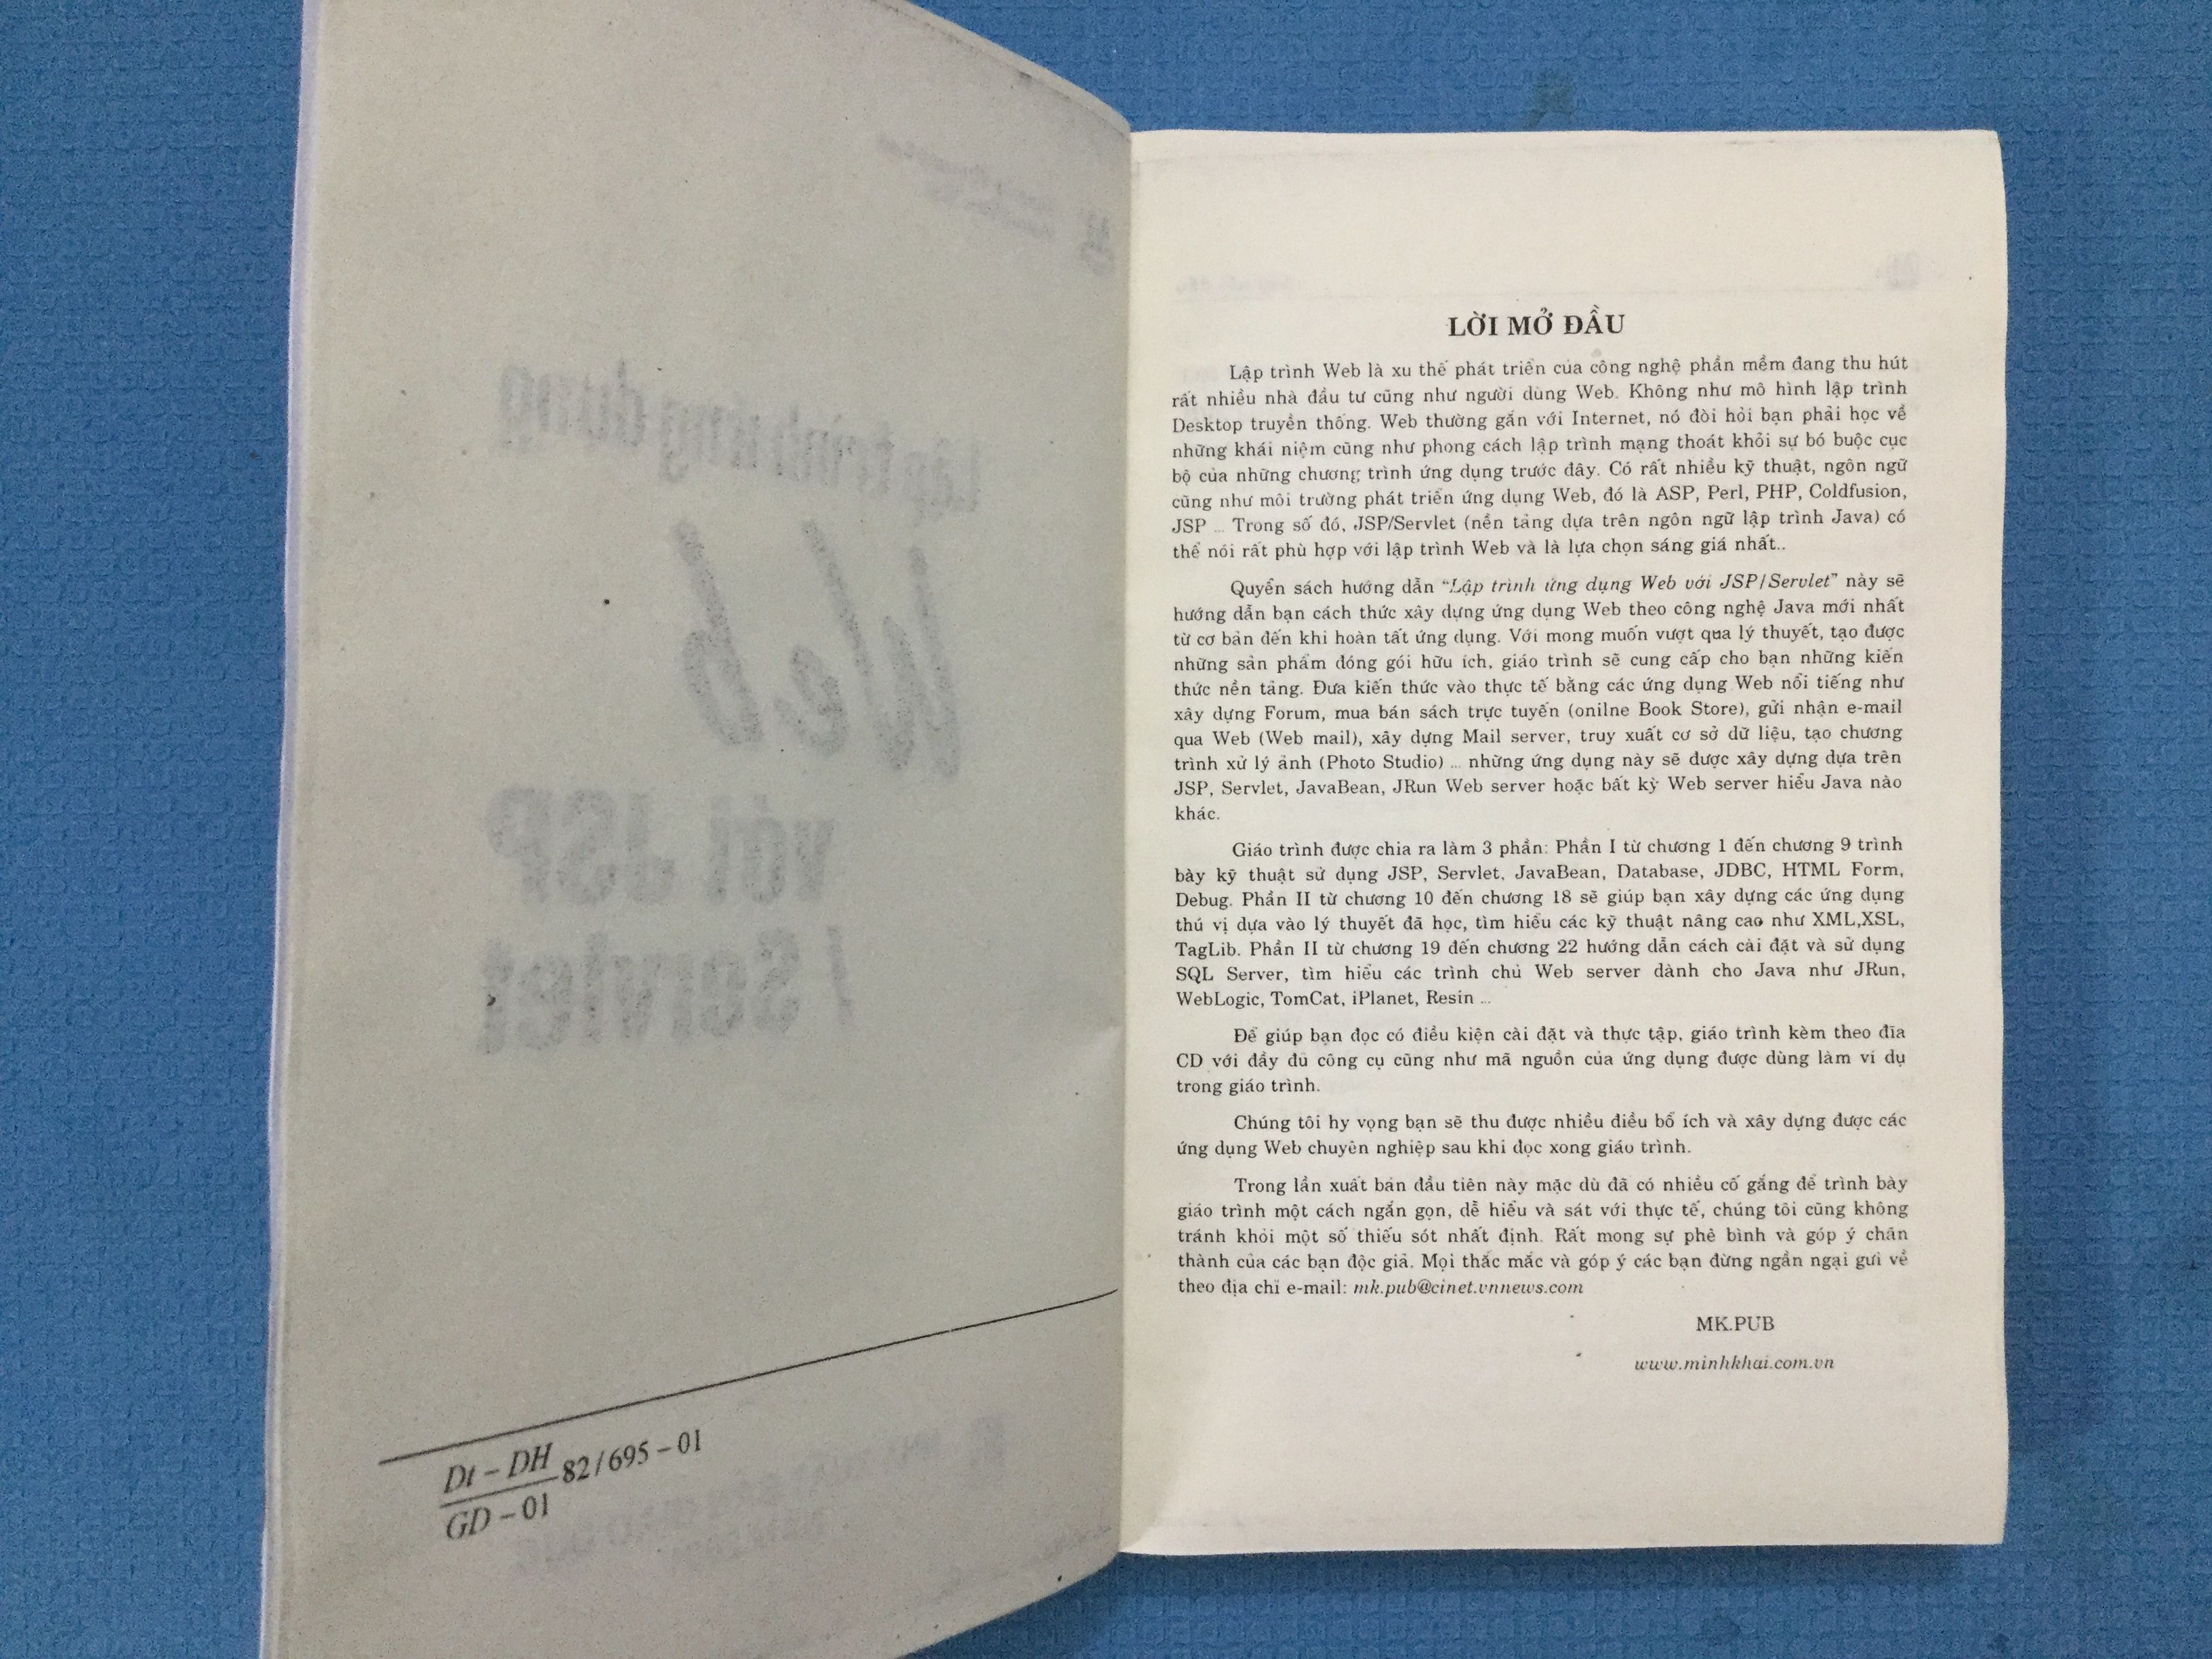 Dt – DH
GD – 01
82/695 – 01
LỜI MỞ ĐẦU
Lập trình Web là xu thế phát triển của công nghệ phần mềm đang thu hút
rất nhiều nhà đầu tư cũng như người dùng Web. Không như mô hình lập trình
Desktop truyền thống. Web thường gắn với Internet, nó đòi hỏi bạn phải học về
những khái niệm cũng như phong cách lập trình mạng thoát khỏi sự bó buộc cục
bộ của những chương trình ứng dụng trước đây. Có rất nhiều kỹ thuật, ngôn ngữ
cũng như môi trường phát triển ứng dụng Web, đó là ASP, Perl, PHP, Coldfusion,
JSP ... Trong số đó, JSP/Servlet (nền tảng dựa trên ngôn ngữ lập trình Java) có
thể nói rất phù hợp với lập trình Web và là lựa chọn sáng giá nhất..
Quyển sách hướng dẫn “Lập trình ứng dụng Web với JSP/Servlet” này sẽ
hướng dẫn bạn cách thức xây dựng ứng dụng Web theo công nghệ Java mới nhất
từ cơ bản đến khi hoàn tất ứng dụng. Với mong muốn vượt qua lý thuyết, tạo được
những sản phẩm đóng gói hữu ích, giáo trình sẽ cung cấp cho bạn những kiến
thức nền tảng. Đưa kiến thức vào thực tế bằng các ứng dụng Web nổi tiếng như
xây dựng Forum, mua bán sách trực tuyến (onilne Book Store), gửi nhận e-mail
qua Web (Web mail), xây dựng Mail server, truy xuất cơ sở dữ liệu, tạo chương
trình xử lý ảnh (Photo Studio) ... những ứng dụng này sẽ được xây dựng dựa trên
JSP, Servlet, JavaBean, JRun Web server hoặc bất kỳ Web server hiểu Java nào
khác.
Giáo trình được chia ra làm 3 phần: Phần I từ chương 1 đến chương 9 trình
bày kỹ thuật sử dụng JSP, Servlet, JavaBean, Database, JDBC, HTML Form,
Debug. Phần II từ chương 10 đến chương 18 sẽ giúp bạn xây dựng các ứng dụng
thú vị dựa vào lý thuyết đã học, tìm hiểu các kỹ thuật nâng cao như XML,XSL,
TagLib. Phần II từ chương 19 đến chương 22 hướng dẫn cách cài đặt và sử dụng
SQL Server, tìm hiểu các trình chủ Web server dành cho Java như JRun,
WebLogic, TomCat, iPlanet, Resin ...
Để giúp bạn đọc có điều kiện cài đặt và thực tập, giáo trình kèm theo đĩa
CD với đầy đủ công cụ cũng như mã nguồn của ứng dụng được dùng làm ví dụ
trong giáo trình.
Chúng tôi hy vọng bạn sẽ thu được nhiều điều bổ ích và xây dựng được các
ứng dụng Web chuyên nghiệp sau khi đọc xong giáo trình.
Trong lần xuất bản đầu tiên này mặc dù đã có nhiều cố gắng để trình bày
giáo trình một cách ngắn gọn, dễ hiểu và sát với thực tế, chúng tôi cũng không
tránh khỏi một số thiếu sót nhất định. Rất mong sự phê bình và góp ý chân
thành của các bạn độc giả. Mọi thắc mắc và góp ý các bạn đừng ngần ngại gửi về
theo địa chỉ e-mail: mk.pub@cinet.vnnews.com
MK.PUB
www.minhkhai.com.vn